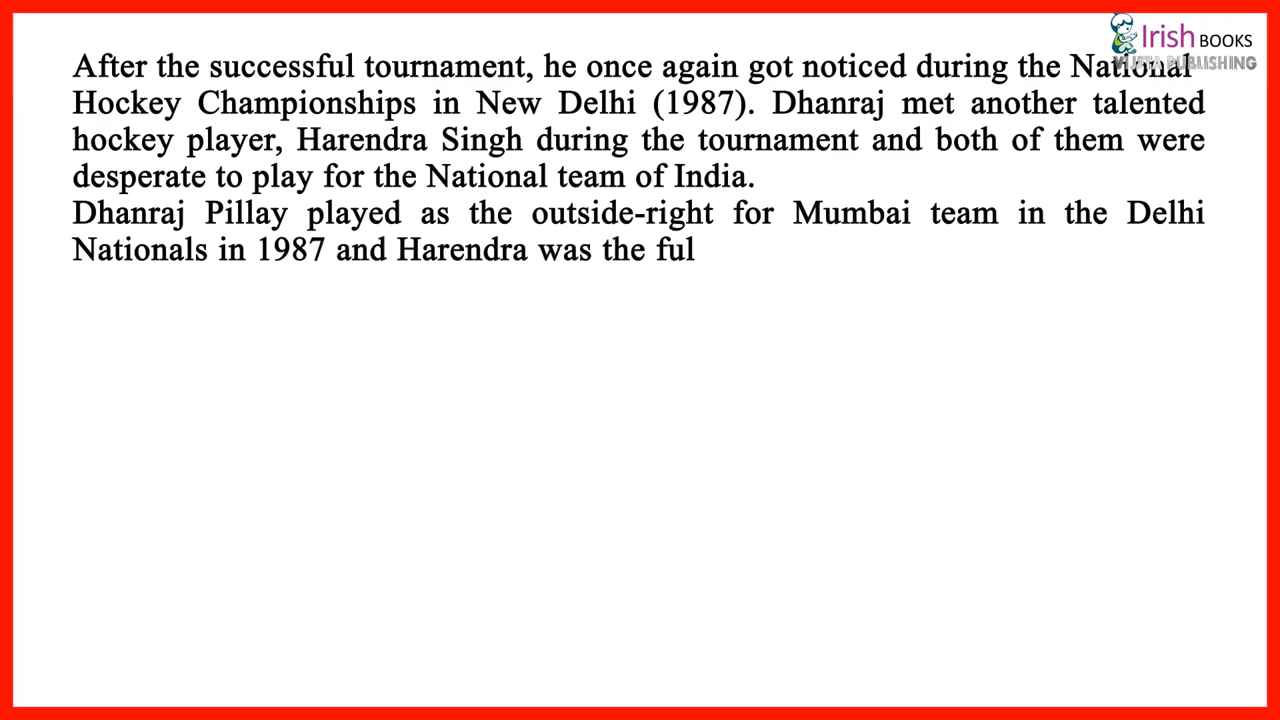 Irish BOOKS
VIJETA PUBLISHING
After the successful tournament, he once again got noticed during the National
Hockey Championships in New Delhi (1987). Dhanraj met another talented
hockey player, Harendra Singh during the tournament and both of them were
desperate to play for the National team of India.
Dhanraj Pillay played as the outside-right for Mumbai team in the Delhi
Nationals in 1987 and Harendra was the ful